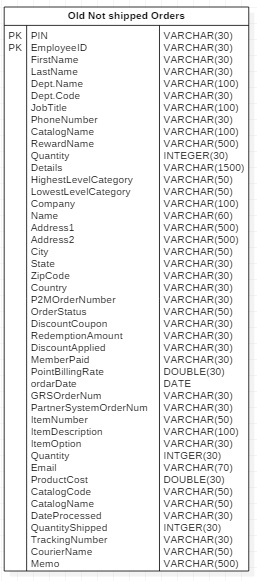 Old Not shipped Orders
PK PIN VARCHAR(30)
PK EmployeeID VARCHAR(30)
FirstName VARCHAR(30)
LastName VARCHAR(30)
Dept.Name VARCHAR(100)
Dept.Code VARCHAR(30)
JobTitle VARCHAR(100)
PhoneNumber VARCHAR(30)
CatalogName VARCHAR(100)
RewardName VARCHAR(500)
Quantity INTEGER(30)
Details VARCHAR(1500)
HighestLevelCategory VARCHAR(50)
LowestLevelCategory VARCHAR(50)
Company VARCHAR(100)
Name VARCHAR(60)
Address1 VARCHAR(500)
Address2 VARCHAR(500)
City VARCHAR(50)
State VARCHAR(30)
ZipCode VARCHAR(30)
Country VARCHAR(30)
P2MOrderNumber VARCHAR(30)
OrderStatus VARCHAR(50)
DiscountCoupon VARCHAR(30)
RedemptionAmount VARCHAR(30)
DiscountApplied VARCHAR(30)
MemberPaid VARCHAR(30)
PointBillingRate DOUBLE(30)
ordarDate DATE
GRSOrderNum VARCHAR(30)
PartnerSystemOrderNum VARCHAR(30)
ItemNumber VARCHAR(50)
ItemDescription VARCHAR(100)
ItemOption VARCHAR(30)
Quantity INTGER(30)
Email VARCHAR(70)
ProductCost DOUBLE(30)
CatalogCode VARCHAR(50)
CatalogName VARCHAR(50)
DateProcessed VARCHAR(30)
QuantityShipped INTGER(30)
TrackingNumber VARCHAR(30)
CourierName VARCHAR(50)
Memo VARCHAR(500)